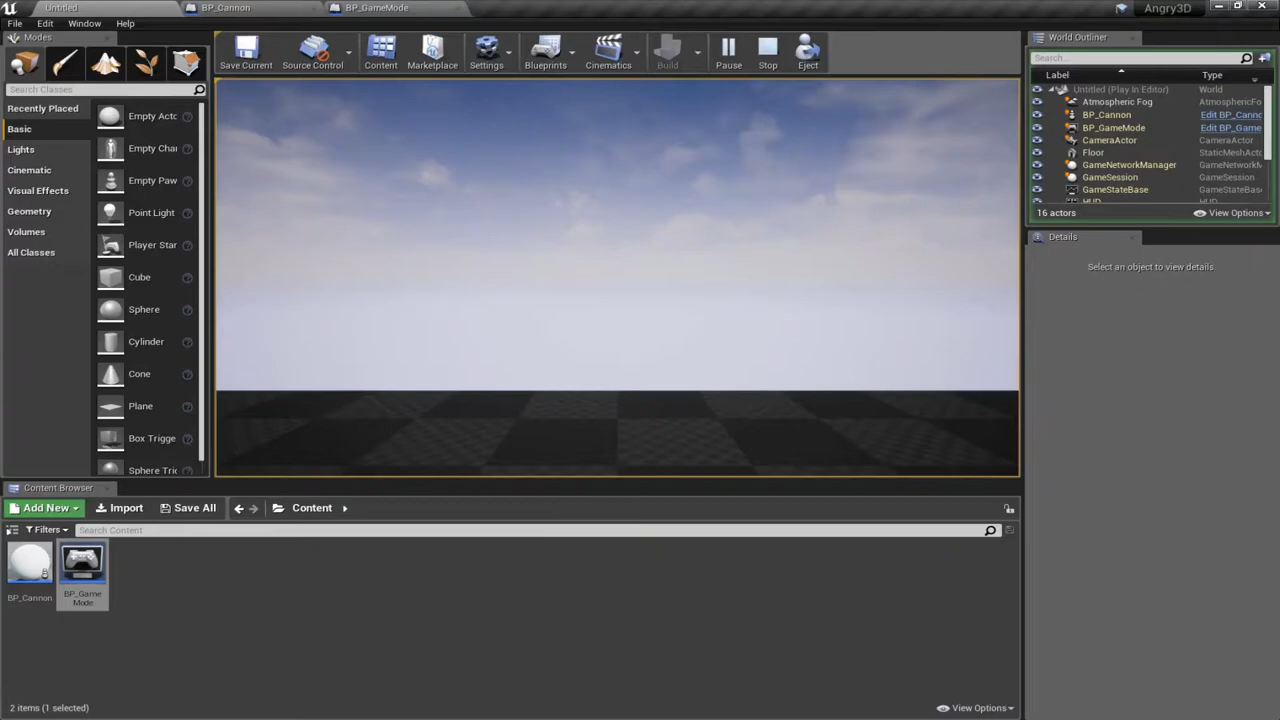 Untitled
BP_Cannon
BP_GameMode
Angry3D
File Edit Window Help
Modes
Search Classes
Recently Placed
Basic
Lights
Cinematic
Visual Effects
Geometry
Volumes
All Classes
Empty Acto
Empty Cha
Empty Paw
Point Light
Player Star
Cube
Sphere
Cylinder
Cone
Plane
Box Trigge
Sphere Tric
Save Current
Source Control
Content
Marketplace
Settings
Blueprints
Cinematics
Build
Pause
Stop
Eject
World Outliner
Search...
Label Type
Untitled (Play In Editor) World
Atmospheric Fog AtmosphericFo
BP_Cannon Edit BP_Canno
BP_GameMode Edit BP_Game
CameraActor CameraActor
Floor StaticMeshActo
GameNetworkManager GameNetworkM
GameSession GameSession
GameStateBase GameStateBase
HUD
16 actors
View Options
Details
Select an object to view details.
Content Browser
Add New
Import
Save All
Content
Filters
Search Content
BP_Cannon
BP_Game
Mode
2 items (1 selected)
View Options